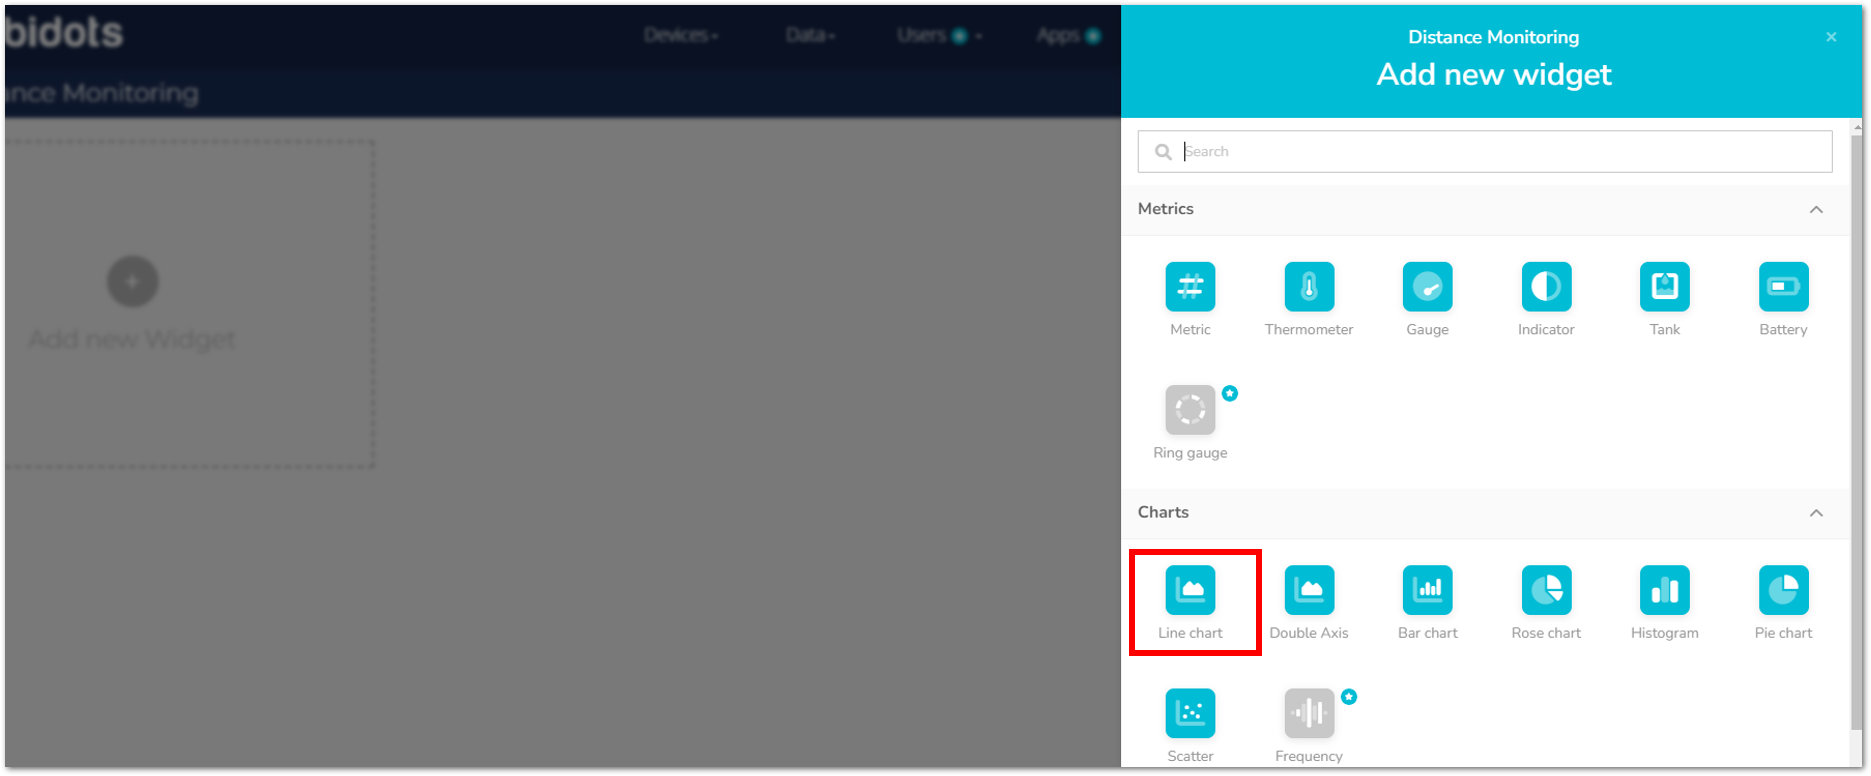 bidots
Devices
Data
Users
Apps
ance Monitoring
Add new Widget
Distance Monitoring
×
Add new widget
Search
Metrics
Metric
Thermometer
Gauge
Indicator
Tank
Battery
Ring gauge
Charts
Line chart
Double Axis
Bar chart
Rose chart
Histogram
Pie chart
Scatter
Frequency